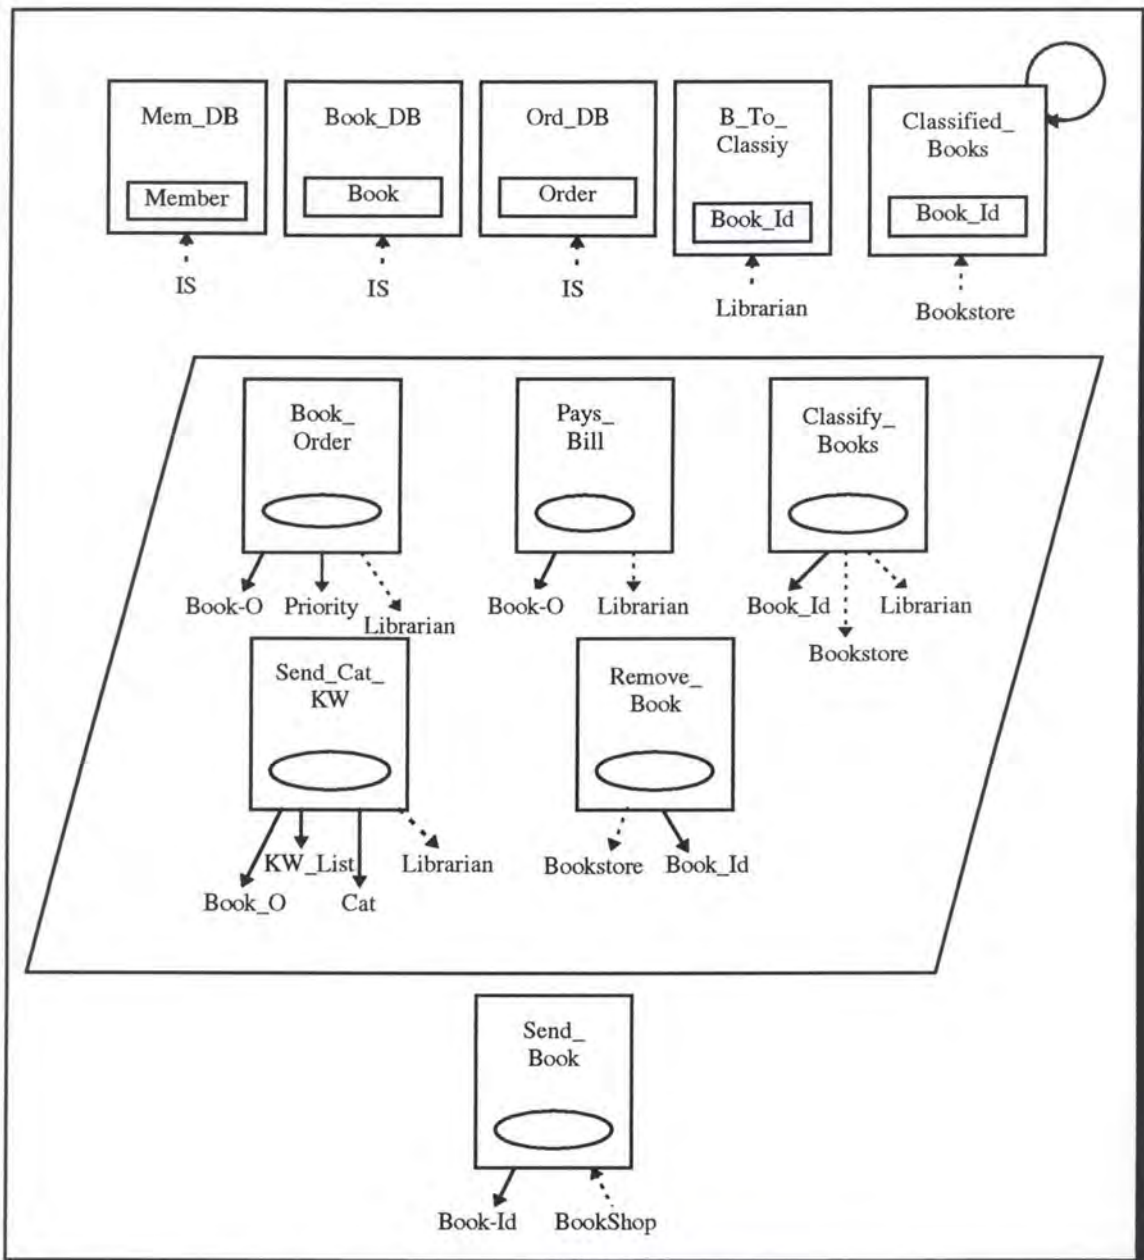 Mem_DB
Book_DB
Ord_DB
B_To_
Classiy
Classified_
Books
Member
Book
Order
Book_Id
Book_Id
IS
IS
IS
Librarian
Bookstore
Book_
Order
Pays_
Bill
Classify_
Books
Book-O
Priority
Librarian
Book-O
Librarian
Book_Id
Bookstore
Librarian
Send_Cat_
KW
Remove_
Book
Book_O
KW_List
Cat
Librarian
Bookstore
Book_Id
Send_
Book
Book-Id
BookShop